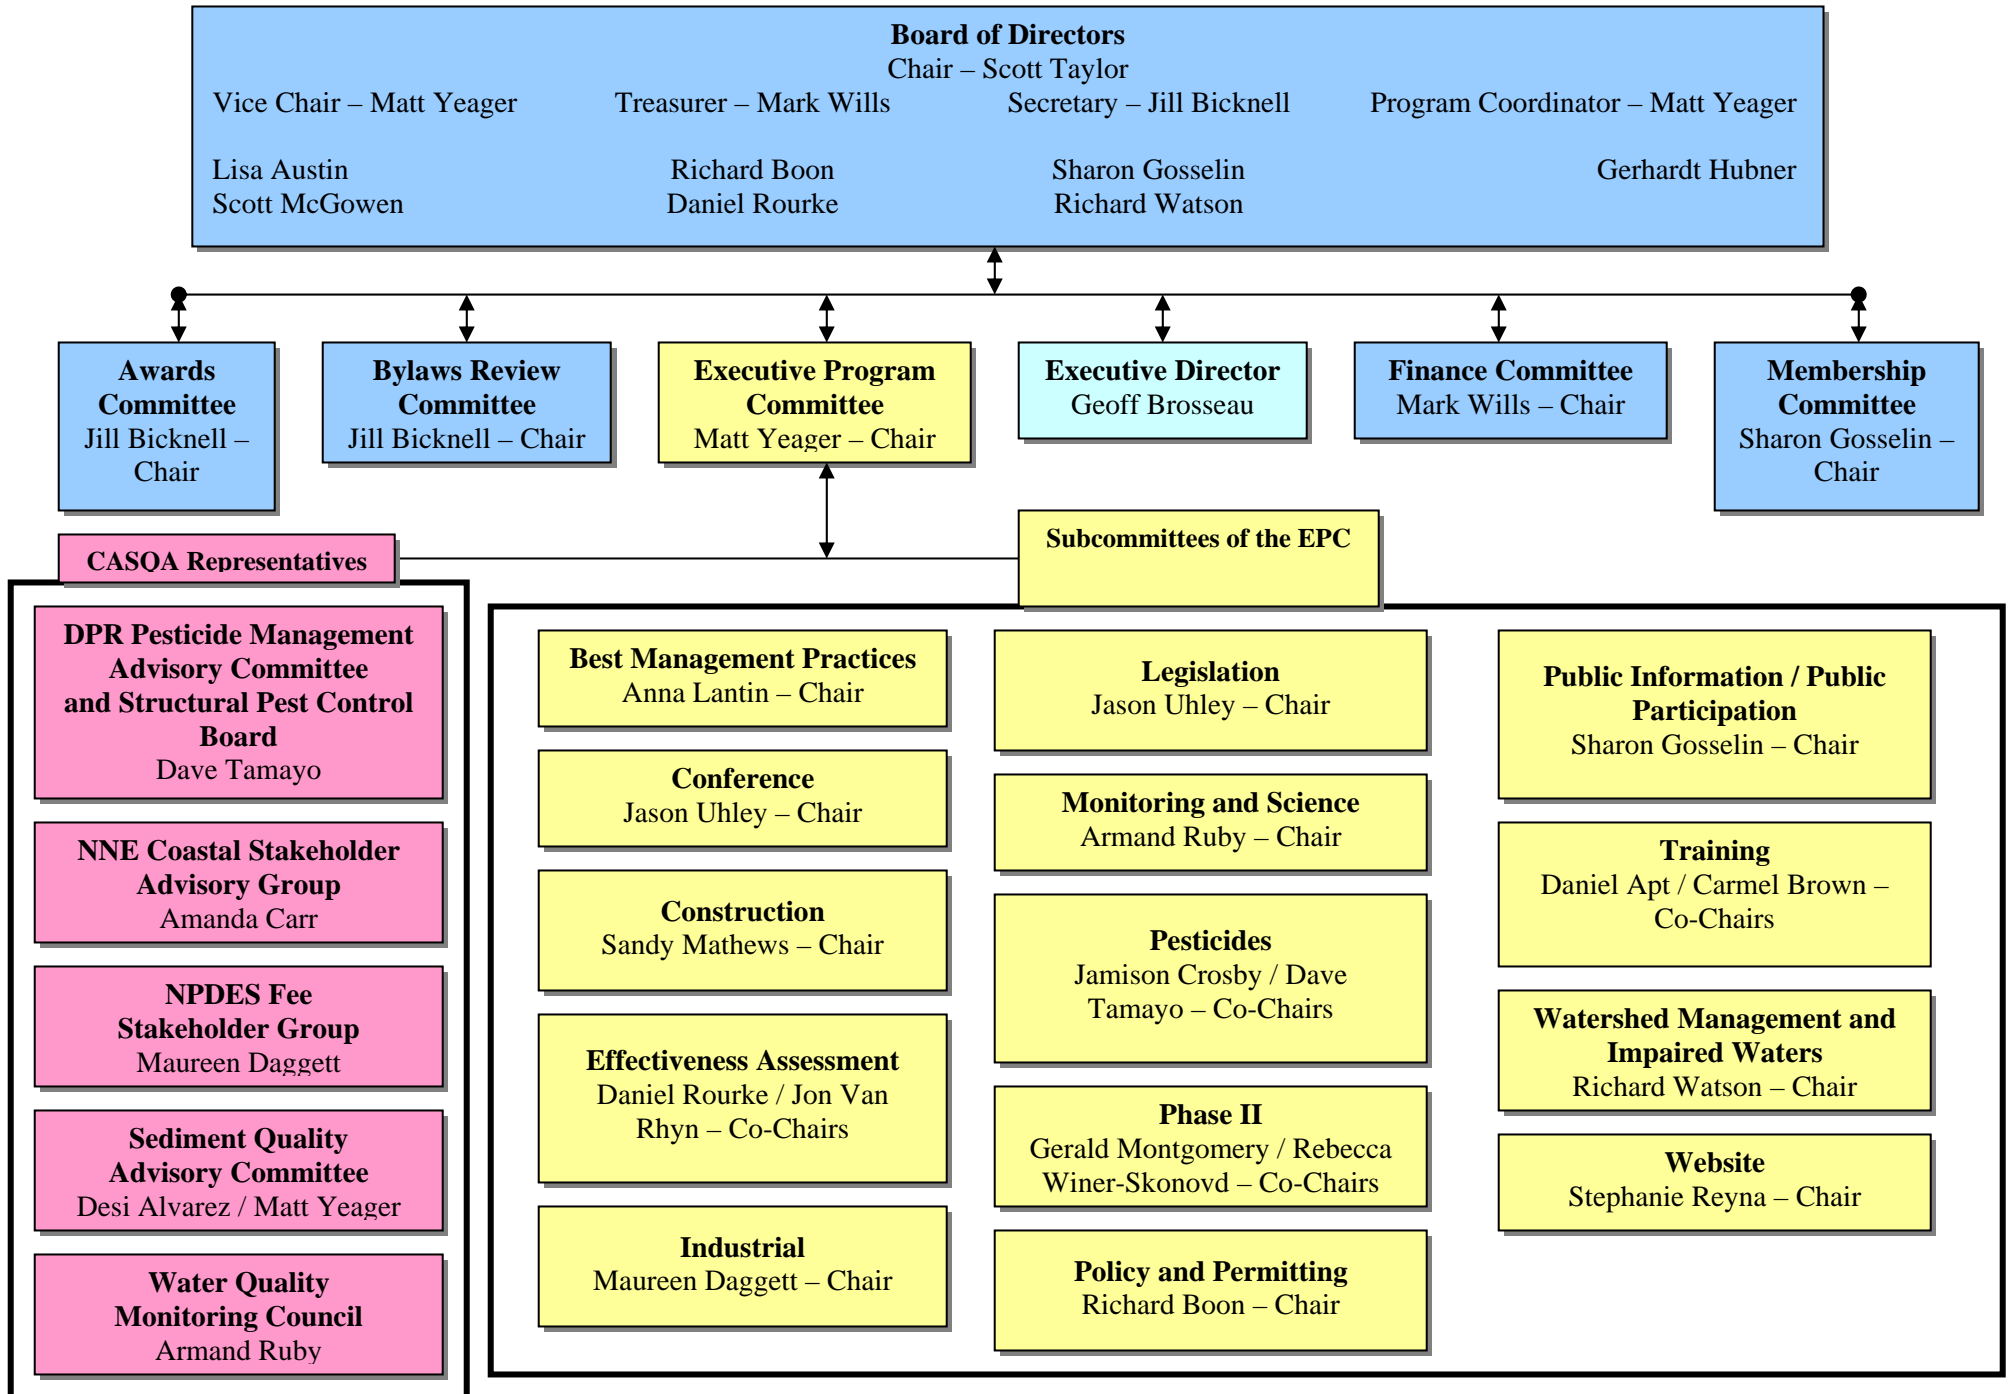 Board of Directors
Chair – Scott Taylor
Vice Chair – Matt Yeager Treasurer – Mark Wills Secretary – Jill Bicknell Program Coordinator – Matt Yeager
Lisa Austin Richard Boon Sharon Gosselin Gerhardt Hubner
Scott McGowen Daniel Rourke Richard Watson
Awards
Committee
Jill Bicknell –
Chair
Bylaws Review
Committee
Jill Bicknell – Chair
Executive Program
Committee
Matt Yeager – Chair
Executive Director
Geoff Brosseau
Finance Committee
Mark Wills – Chair
Membership
Committee
Sharon Gosselin –
Chair
CASQA Representatives
Subcommittees of the EPC
DPR Pesticide Management
Advisory Committee
and Structural Pest Control
Board
Dave Tamayo
NNE Coastal Stakeholder
Advisory Group
Amanda Carr
NPDES Fee
Stakeholder Group
Maureen Daggett
Sediment Quality
Advisory Committee
Desi Alvarez / Matt Yeager
Water Quality
Monitoring Council
Armand Ruby
Best Management Practices
Anna Lantin – Chair
Conference
Jason Uhley – Chair
Construction
Sandy Mathews – Chair
Effectiveness Assessment
Daniel Rourke / Jon Van
Rhyn – Co-Chairs
Industrial
Maureen Daggett – Chair
Legislation
Jason Uhley – Chair
Monitoring and Science
Armand Ruby – Chair
Pesticides
Jamison Crosby / Dave
Tamayo – Co-Chairs
Phase II
Gerald Montgomery / Rebecca
Winer-Skonovd – Co-Chairs
Policy and Permitting
Richard Boon – Chair
Public Information / Public
Participation
Sharon Gosselin – Chair
Training
Daniel Apt / Carmel Brown –
Co-Chairs
Watershed Management and
Impaired Waters
Richard Watson – Chair
Website
Stephanie Reyna – Chair